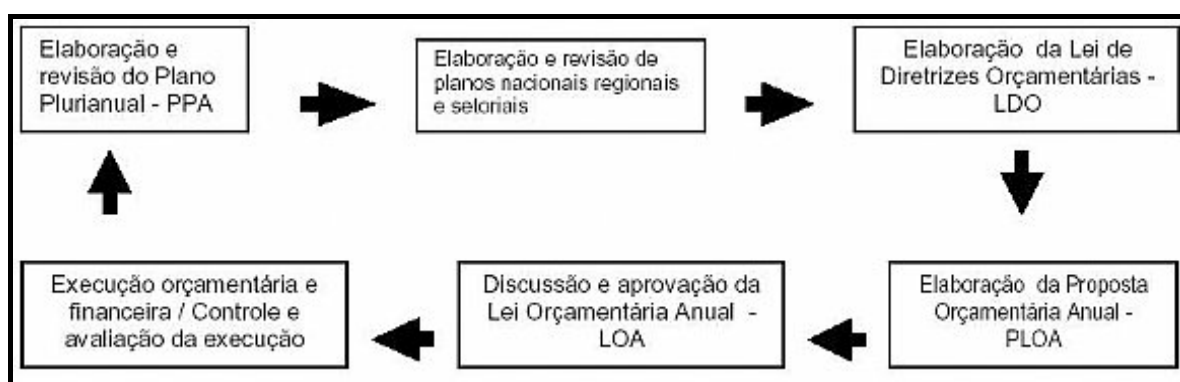 Elaboração e
revisão do Plano
Plurianual - PPA
Elaboração e revisão de
planos nacionais regionais
e setoriais
Elaboração da Lei de
Diretrizes Orçamentárias -
LDO
Elaboração da Proposta
Orçamentária Anual -
PLOA
Discussão e aprovação da
Lei Orçamentária Anual -
LOA
Execução orçamentária e
financeira / Controle e
avaliação da execução